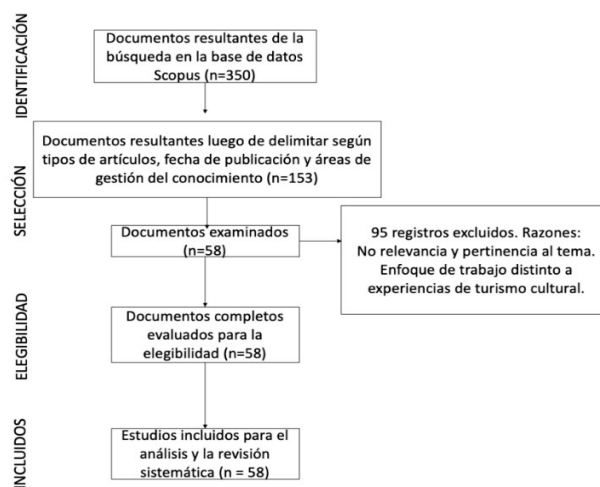 IDENTIFICACIÓN
Documentos resultantes de la
búsqueda en la base de datos
Scopus (n=350)
SELECCIÓN
Documentos resultantes luego de delimitar según
tipos de artículos, fecha de publicación y áreas de
gestión del conocimiento (n=153)
Documentos examinados
(n=58)
95 registros excluidos. Razones:
No relevancia y pertinencia al tema.
Enfoque de trabajo distinto a
experiencias de turismo cultural.
ELEGIBILIDAD
Documentos completos
evaluados para la
elegibilidad (n=58)
INCLUIDOS
Estudios incluidos para el
análisis y la revisión
sistemática (n = 58)